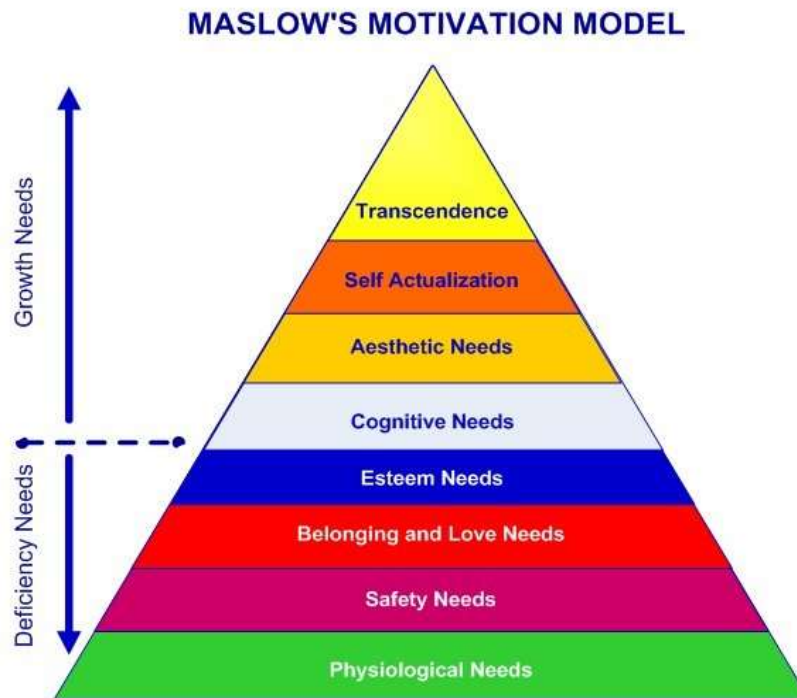 MASLOW'S MOTIVATION MODEL
Growth Needs
Deficiency Needs
Transcendence
Self Actualization
Aesthetic Needs
Cognitive Needs
Esteem Needs
Belonging and Love Needs
Safety Needs
Physiological Needs